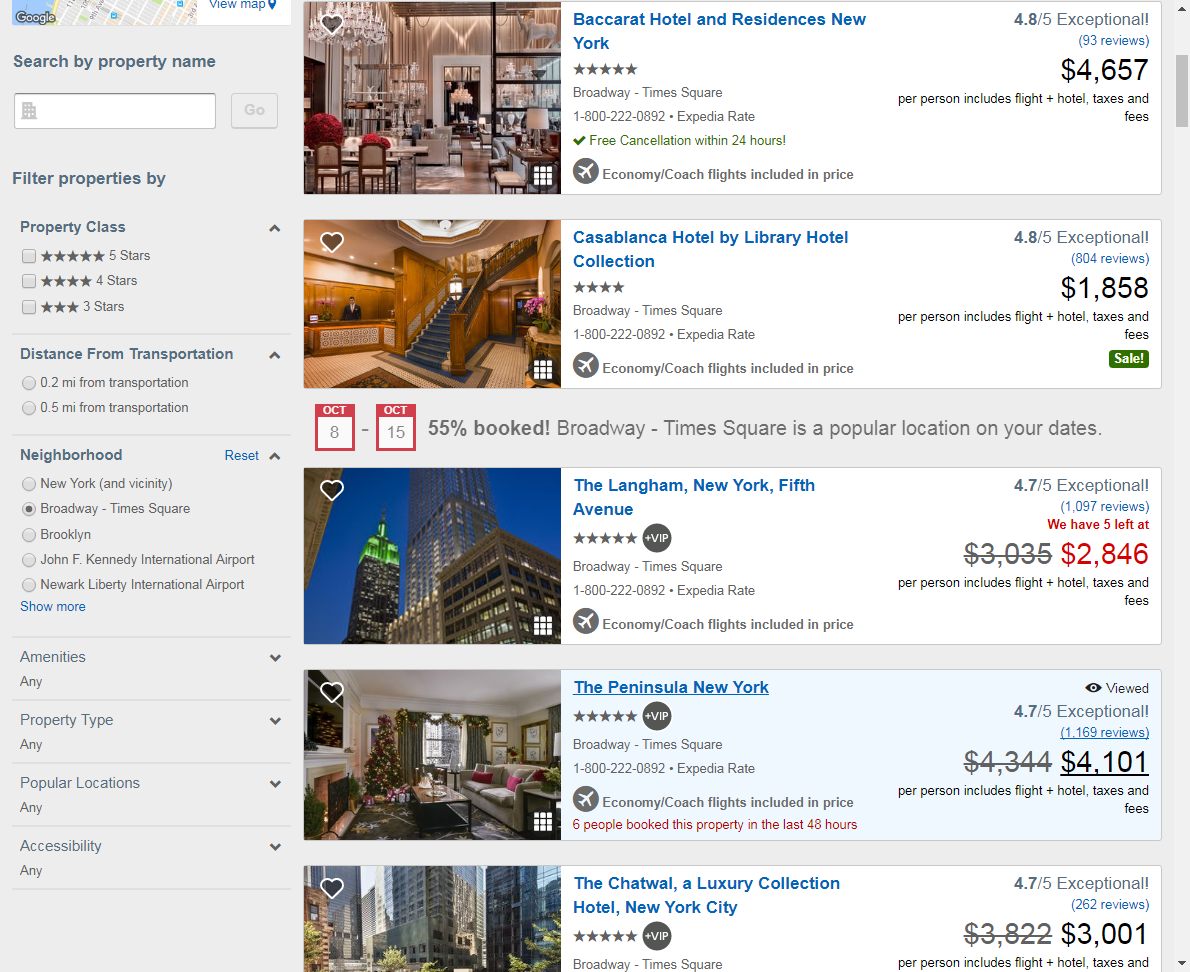 Google
View map
Search by property name
Go
Filter properties by
Property Class
★★★★★ 5 Stars
★★★★ 4 Stars
★★★ 3 Stars
Distance From Transportation
0.2 mi from transportation
0.5 mi from transportation
Neighborhood Reset
New York (and vicinity)
Broadway - Times Square
Brooklyn
John F. Kennedy International Airport
Newark Liberty International Airport
Show more
Amenities
Any
Property Type
Any
Popular Locations
Any
Accessibility
Any
Baccarat Hotel and Residences New
York
★★★★★
Broadway - Times Square
1-800-222-0892 • Expedia Rate
Free Cancellation within 24 hours!
Economy/Coach flights included in price
4.8/5 Exceptional!
(93 reviews)
$4,657
per person includes flight + hotel, taxes and
fees
Casablanca Hotel by Library Hotel
Collection
★★★★
Broadway - Times Square
1-800-222-0892 • Expedia Rate
Economy/Coach flights included in price
4.8/5 Exceptional!
(804 reviews)
$1,858
per person includes flight + hotel, taxes and
fees
Sale!
OCT
8
-
OCT
15
55% booked! Broadway - Times Square is a popular location on your dates.
The Langham, New York, Fifth
Avenue
★★★★★ +VIP
Broadway - Times Square
1-800-222-0892 • Expedia Rate
Economy/Coach flights included in price
4.7/5 Exceptional!
(1,097 reviews)
We have 5 left at
$3,035 $2,846
per person includes flight + hotel, taxes and
fees
The Peninsula New York
★★★★★ +VIP
Broadway - Times Square
1-800-222-0892 • Expedia Rate
Economy/Coach flights included in price
6 people booked this property in the last 48 hours
Viewed
4.7/5 Exceptional!
(1,169 reviews)
$4,344 $4,101
per person includes flight + hotel, taxes and
fees
The Chatwal, a Luxury Collection
Hotel, New York City
★★★★★ +VIP
Broadway - Times Square
4.7/5 Exceptional!
(262 reviews)
$3,822 $3,001
per person includes flight + hotel, taxes and